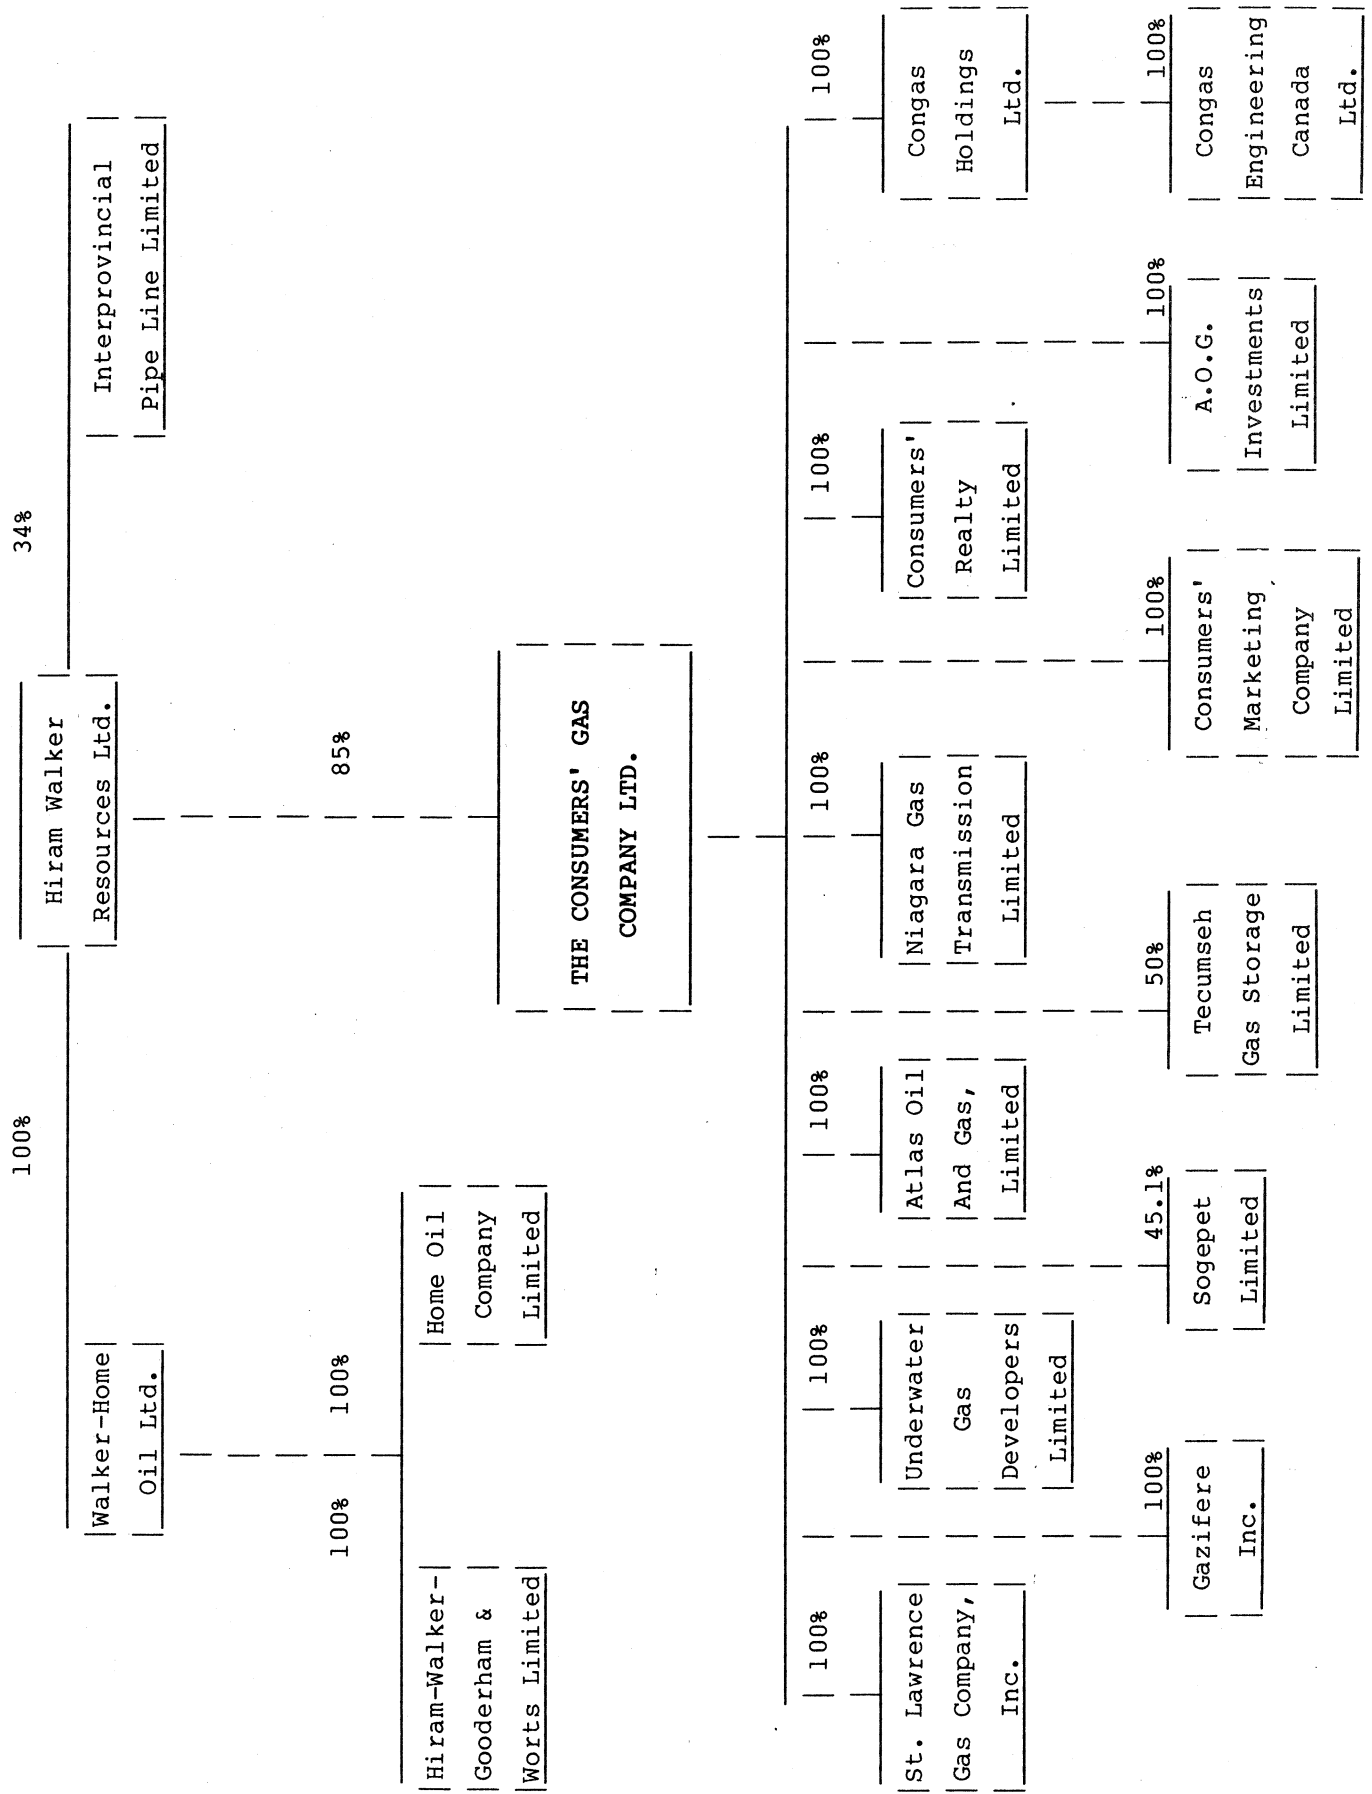 100%
34%
Hiram Walker
Resources Ltd.
Walker-Home
Oil Ltd.
Interprovincial
Pipe Line Limited
100%
100%
85%
Hiram-Walker-
Gooderham &
Worts Limited
Home Oil
Company
Limited
THE CONSUMERS' GAS
COMPANY LTD.
100%
100%
100%
100%
100%
100%
St. Lawrence
Gas Company,
Inc.
Underwater
Gas
Developers
Limited
Atlas Oil
And Gas,
Limited
Niagara Gas
Transmission
Limited
Consumers'
Realty
Limited
Congas
Holdings
Ltd.
100%
45.1%
50%
100%
100%
100%
Gazifere
Inc.
Sogepet
Limited
Tecumseh
Gas Storage
Limited
Consumers'
Marketing
Company
Limited
A.O.G.
Investments
Limited
Congas
Engineering
Canada
Ltd.